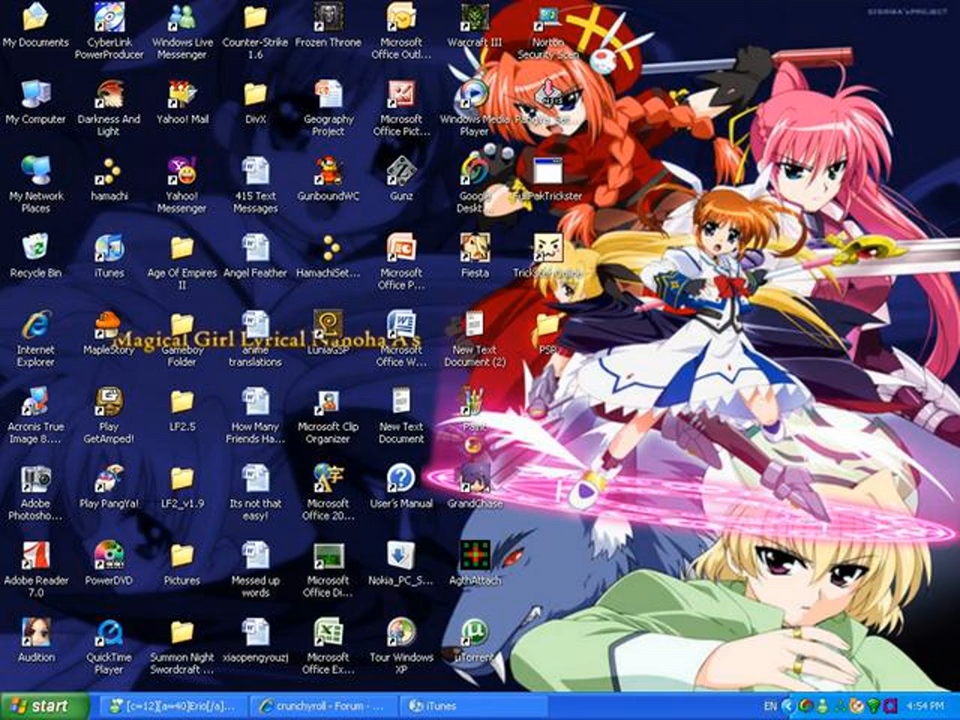 My Documents
CyberLink
PowerProducer
Windows Live
Messenger
Counter-Strike
1.6
Frozen Throne
Microsoft
Office Outl...
Warcraft III
Norton
Security Scan
My Computer
Darkness And
Light
Yahoo! Mail
DivX
Geography
Project
Microsoft
Office Pict...
Windows Media
Player
My Network
Places
hamachi
Yahoo!
Messenger
415 Text
Messages
GunboundWC
Gunz
Google
Deskt...
FullPakTrickster
Recycle Bin
iTunes
Age Of Empires
II
Angel Feather
HamachiSet...
Microsoft
Office P...
Fiesta
Trickster Online
Internet
Explorer
MapleStory
Gameboy
Folder
anime
translations
LuniaGSP
Microsoft
Office W...
New Text
Document (2)
PSP
Magical Girl Lyrical Nanoha A's
Acronis True
Image 8....
Play
GetAmped!
LF2.5
How Many
Friends Ha...
Microsoft Clip
Organizer
New Text
Document
Paint
Adobe
Photosho...
Play PangYa!
LF2_v1.9
Its not that
easy!
Microsoft
Office 20...
User's Manual
GrandChase
Adobe Reader
7.0
PowerDVD
Pictures
Messed up
words
Microsoft
Office Di...
Nokia_PC_S...
AgthAttach
Audition
QuickTime
Player
Summon Night
Swordcraft ...
xiaopengyouzj
Microsoft
Office Ex...
Tour Windows
XP
µTorrent
start
[c=12][a=40]Erio[/a]...
crunchyroll - Forum - ...
iTunes
EN
4:54 PM